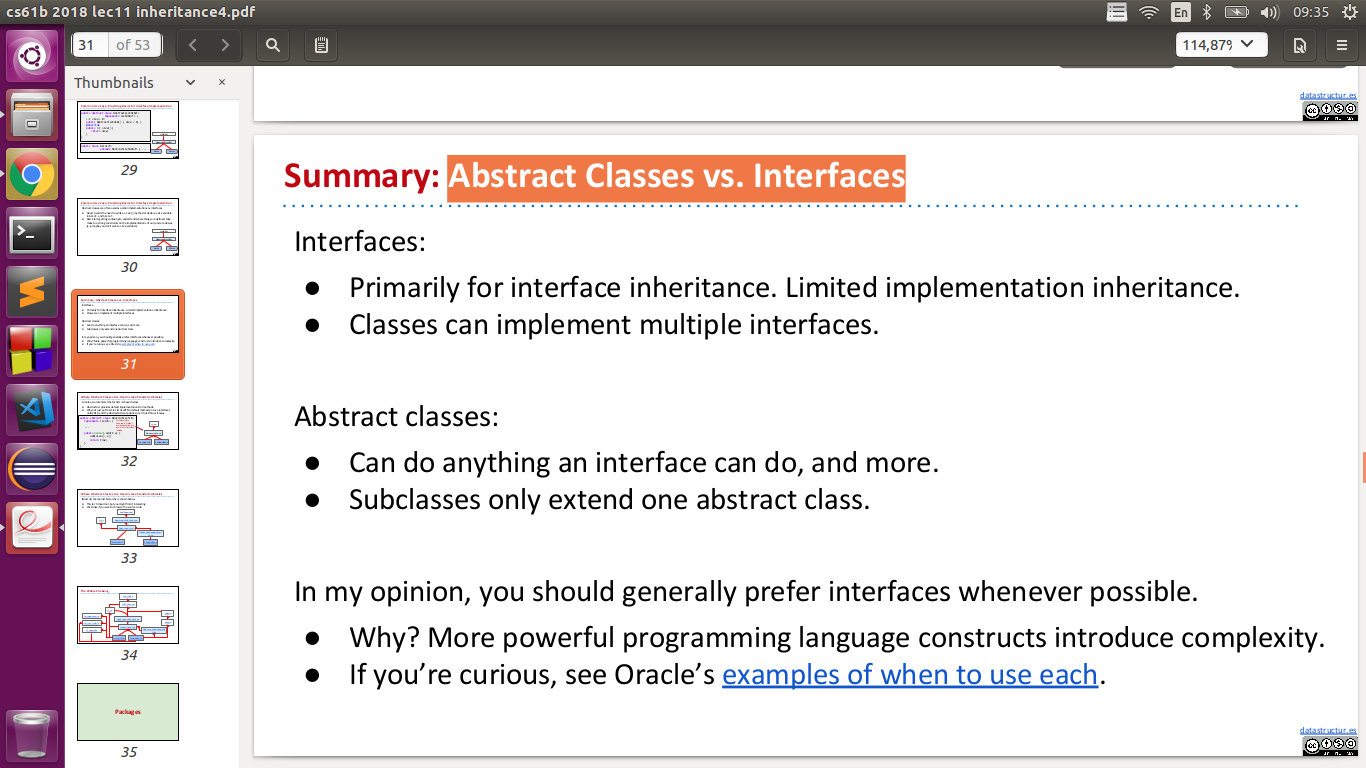 cs61b 2018 lec11 inheritance4.pdf
En
09:35
31 of 53
114,87%
Thumbnails
29
30
31
32
33
34
Packages
35
datastructur.es
Summary: Abstract Classes vs. Interfaces
Interfaces:
● Primarily for interface inheritance. Limited implementation inheritance.
● Classes can implement multiple interfaces.
Abstract classes:
● Can do anything an interface can do, and more.
● Subclasses only extend one abstract class.
In my opinion, you should generally prefer interfaces whenever possible.
● Why? More powerful programming language constructs introduce complexity.
● If you’re curious, see Oracle’s examples of when to use each.
datastructur.es